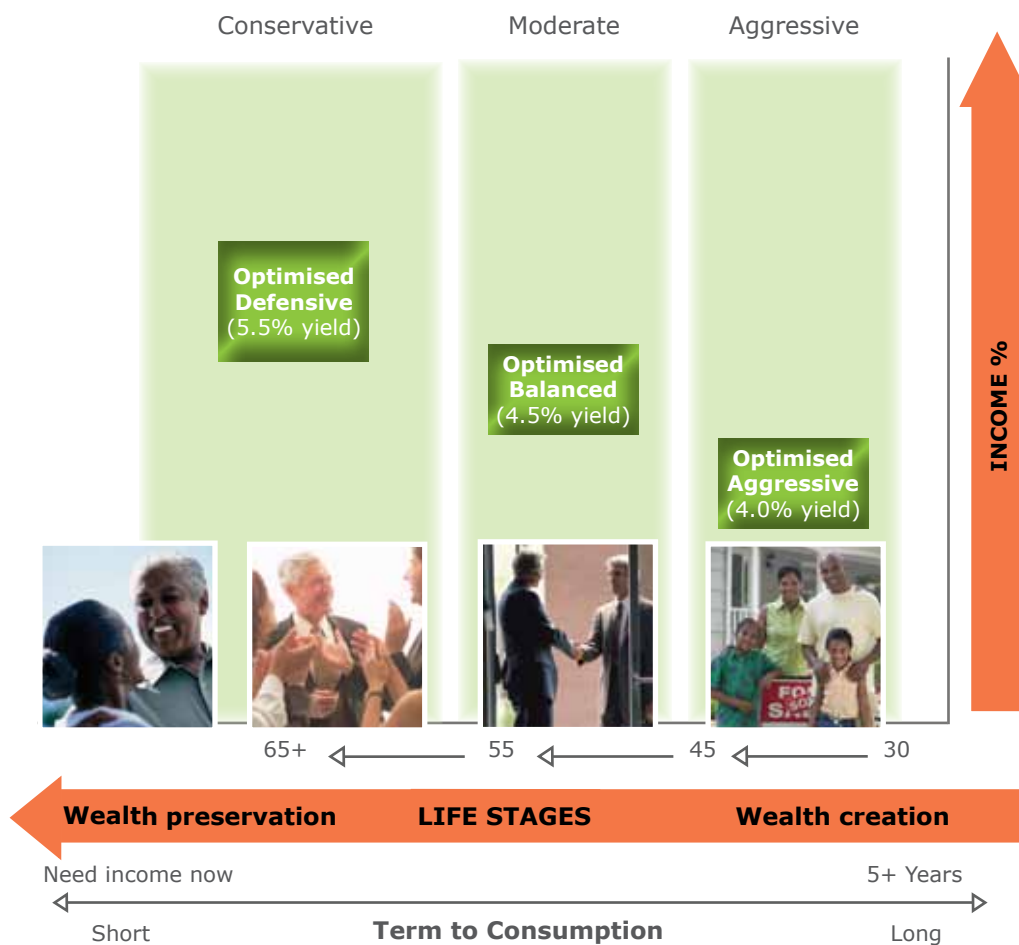 Conservative
Moderate
Aggressive
Optimised
Defensive
(5.5% yield)
Optimised
Balanced
(4.5% yield)
Optimised
Aggressive
(4.0% yield)
INCOME %
FOR
SOLD
65+
55
45
30
Wealth preservation
LIFE STAGES
Wealth creation
Need income now
5+ Years
Short
Term to Consumption
Long